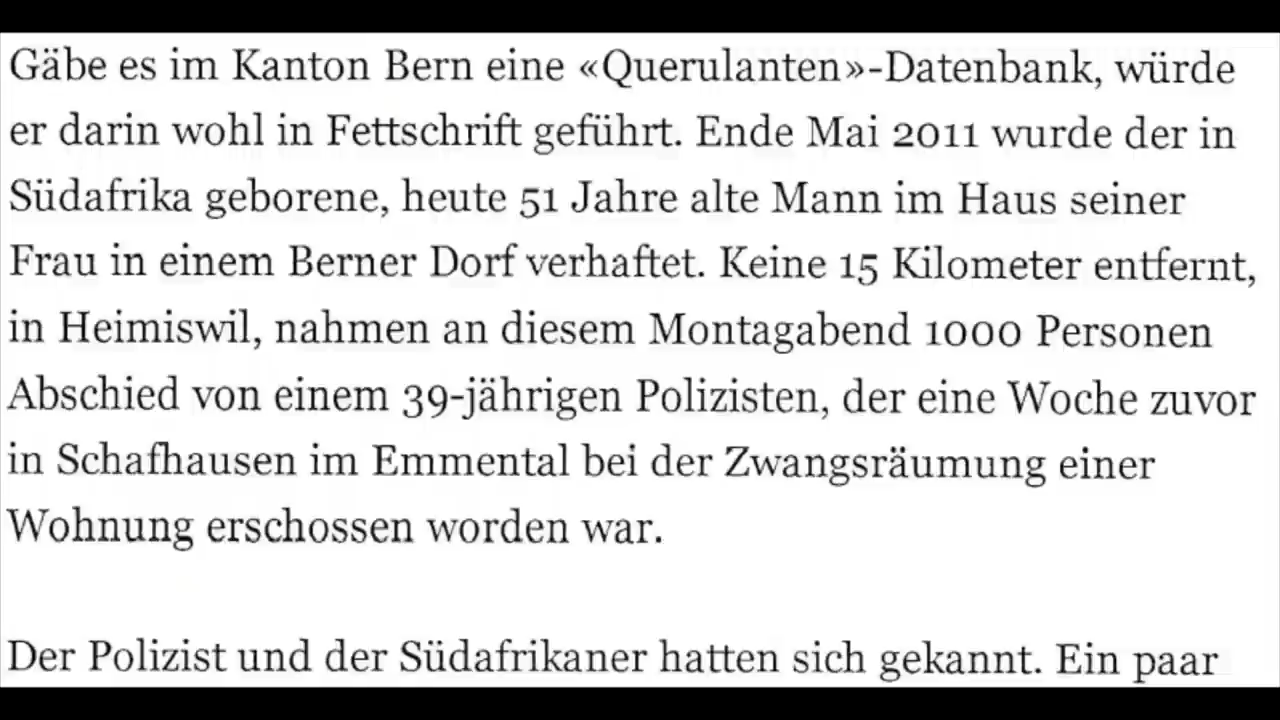 Gäbe es im Kanton Bern eine «Querulanten»-Datenbank, würde
er darin wohl in Fettschrift geführt. Ende Mai 2011 wurde der in
Südafrika geborene, heute 51 Jahre alte Mann im Haus seiner
Frau in einem Berner Dorf verhaftet. Keine 15 Kilometer entfernt,
in Heimiswil, nahmen an diesem Montagabend 1000 Personen
Abschied von einem 39-jährigen Polizisten, der eine Woche zuvor
in Schafhausen im Emmental bei der Zwangsräumung einer
Wohnung erschossen worden war.
Der Polizist und der Südafrikaner hatten sich gekannt. Ein paar